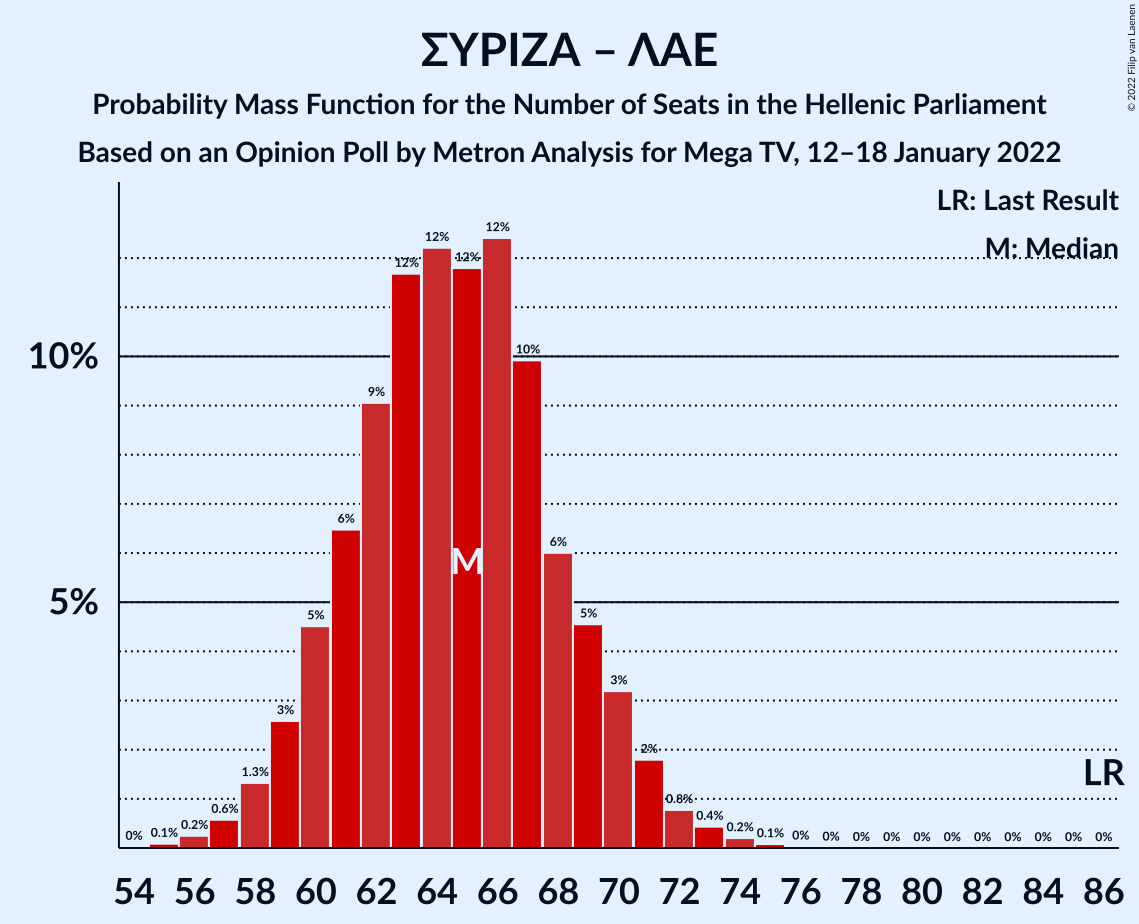 ΣΥΡΙΖΑ – ΛΑΕ
Probability Mass Function for the Number of Seats in the Hellenic Parliament
Based on an Opinion Poll by Metron Analysis for Mega TV, 12–18 January 2022
© 2022 Filip van Laenen
LR: Last Result
M: Median
10%
5%
0% 0.1% 0.2% 0.6% 1.3% 3% 5% 6% 9% 12% 12% 12% 12% 10% 6% 5% 3% 2% 0.8% 0.4% 0.2% 0.1% 0% 0% 0% 0% 0% 0% 0% 0% 0% 0% 0%
M
LR
54 56 58 60 62 64 66 68 70 72 74 76 78 80 82 84 86